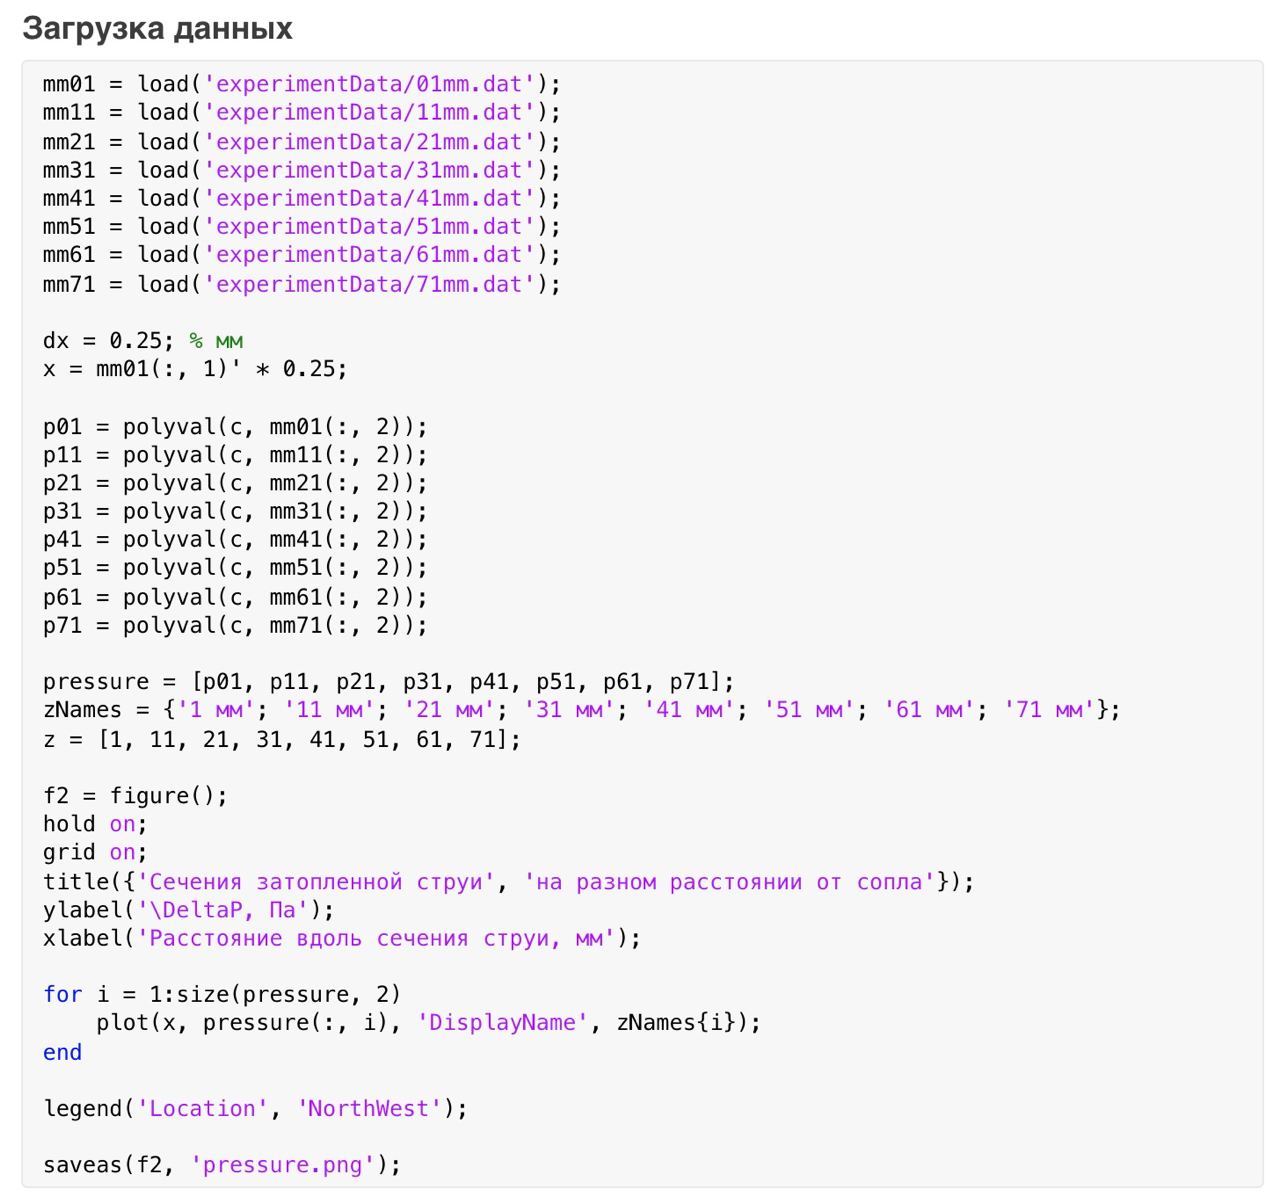 Загрузка данных
mm01 = load('experimentData/01mm.dat');
mm11 = load('experimentData/11mm.dat');
mm21 = load('experimentData/21mm.dat');
mm31 = load('experimentData/31mm.dat');
mm41 = load('experimentData/41mm.dat');
mm51 = load('experimentData/51mm.dat');
mm61 = load('experimentData/61mm.dat');
mm71 = load('experimentData/71mm.dat');
dx = 0.25; % мм
x = mm01(:, 1)' * 0.25;
p01 = polyval(c, mm01(:, 2));
p11 = polyval(c, mm11(:, 2));
p21 = polyval(c, mm21(:, 2));
p31 = polyval(c, mm31(:, 2));
p41 = polyval(c, mm41(:, 2));
p51 = polyval(c, mm51(:, 2));
p61 = polyval(c, mm61(:, 2));
p71 = polyval(c, mm71(:, 2));
pressure = [p01, p11, p21, p31, p41, p51, p61, p71];
zNames = {'1 мм'; '11 мм'; '21 мм'; '31 мм'; '41 мм'; '51 мм'; '61 мм'; '71 мм'};
z = [1, 11, 21, 31, 41, 51, 61, 71];
f2 = figure();
hold on;
grid on;
title({'Сечения затопленной струи', 'на разном расстоянии от сопла'});
ylabel('\DeltaP, Па');
xlabel('Расстояние вдоль сечения струи, мм');
for i = 1:size(pressure, 2)
    plot(x, pressure(:, i), 'DisplayName', zNames{i});
end
legend('Location', 'NorthWest');
saveas(f2, 'pressure.png');